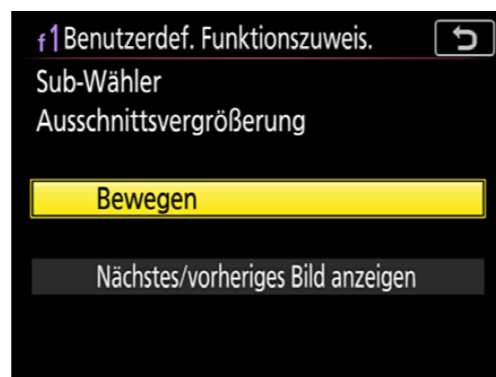 f1 Benutzerdef. Funktionszuweis.
Sub-Wähler
Ausschnittsvergrößerung
Bewegen
Nächstes/vorheriges Bild anzeigen